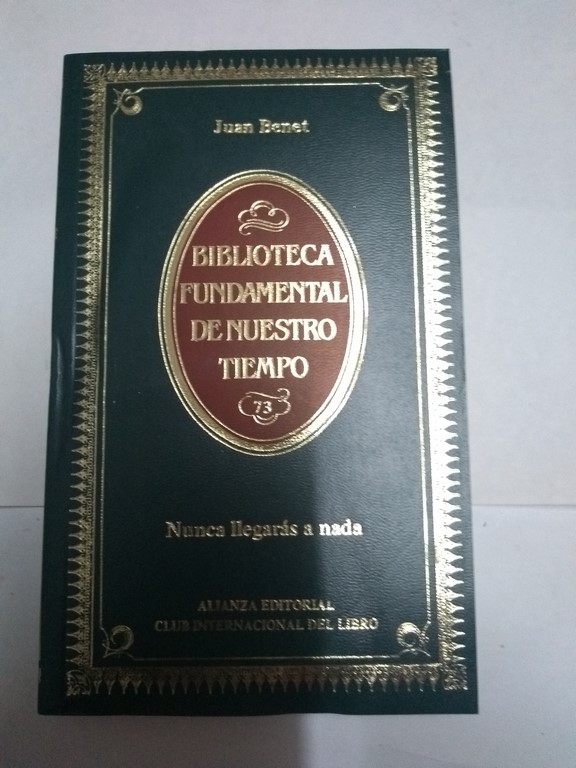 Juan Benet
BIBLIOTECA
FUNDAMENTAL
DE NUESTRO
TIEMPO
73
Nunca llegarás a nada
ALIANZA EDITORIAL
CLUB INTERNACIONAL DEL LIBRO